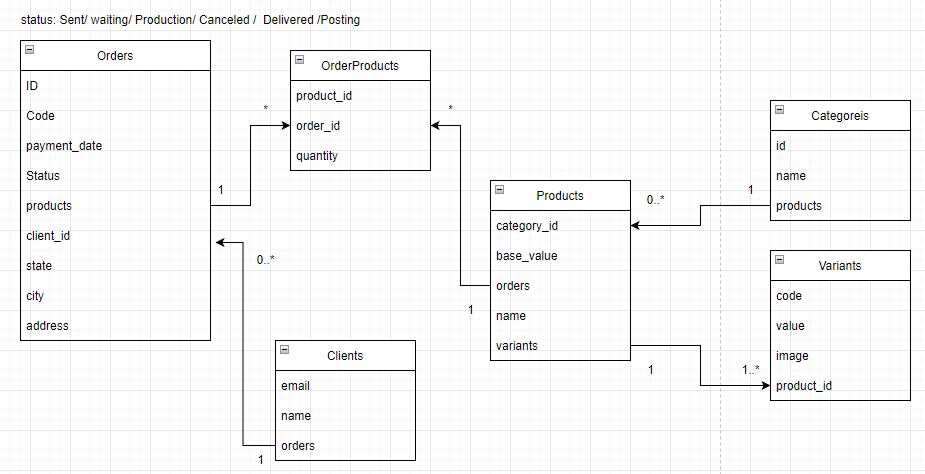 status: Sent/ waiting/ Production/ Canceled /  Delivered /Posting
Orders
ID
Code
payment_date
Status
products
client_id
state
city
address
1
*
OrderProducts
product_id
order_id
quantity
*
0..*
Clients
email
name
orders
1
Products
category_id
base_value
orders
name
variants
1
0..*
1
1
1..*
Categoreis
id
name
products
Variants
code
value
image
product_id